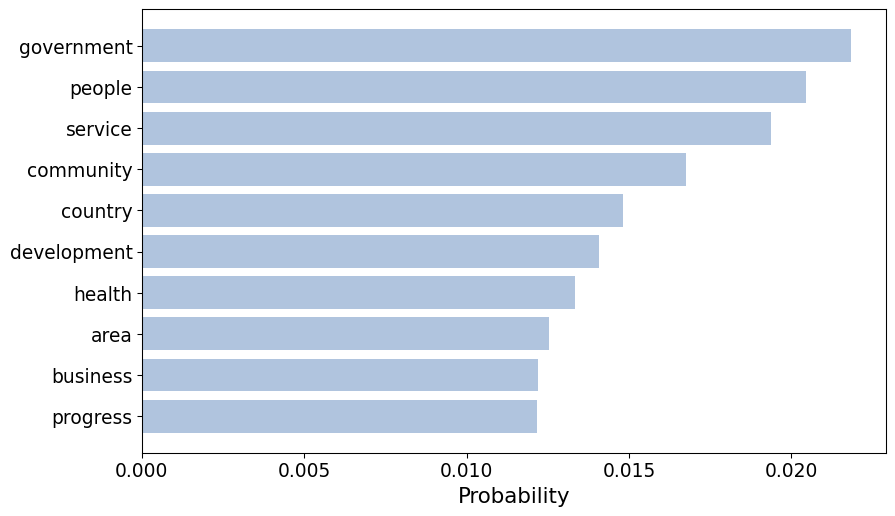 government
people
service
community
country
development
health
area
business
progress
0.000 0.005 0.010 0.015 0.020
Probability